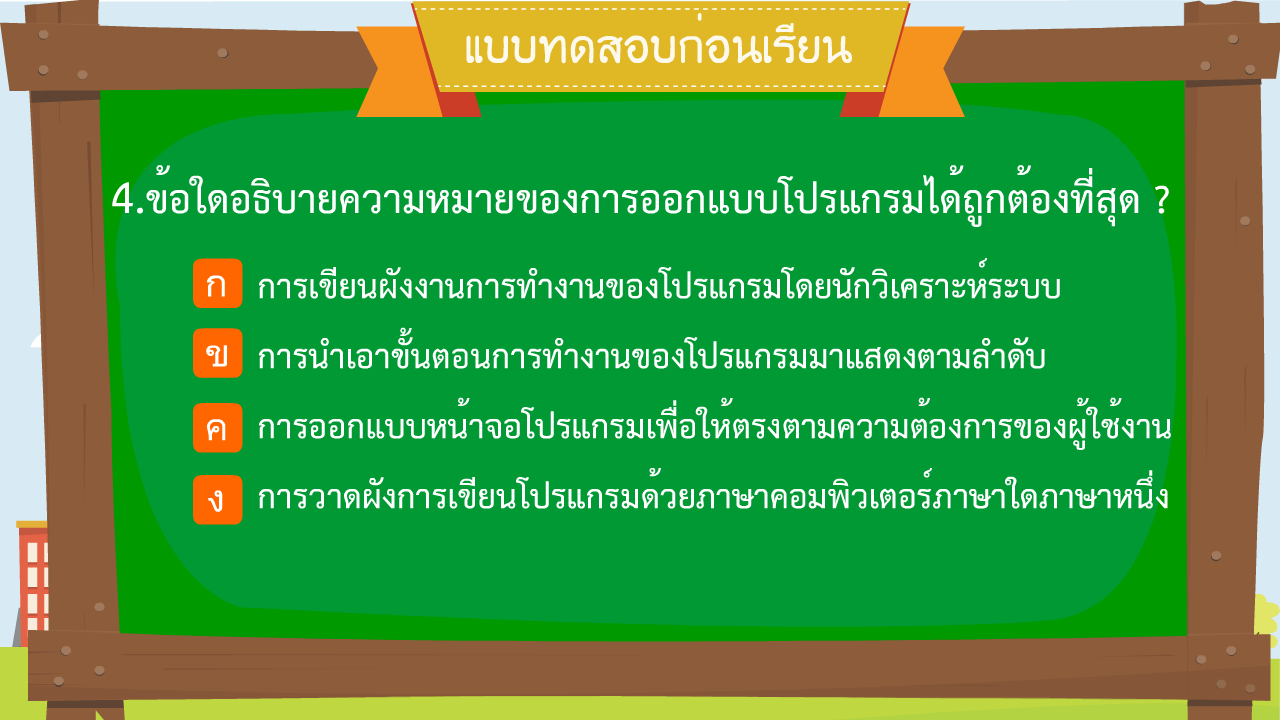 แบบทดสอบก่อนเรียน
4.ข้อใดอธิบายความหมายของการออกแบบโปรแกรมได้ถูกต้องที่สุด ?
ก การเขียนผังงานการทำงานของโปรแกรมโดยนักวิเคราะห์ระบบ
ข การนำเอาขั้นตอนการทำงานของโปรแกรมมาแสดงตามลำดับ
ค การออกแบบหน้าจอโปรแกรมเพื่อให้ตรงตามความต้องการของผู้ใช้งาน
ง การวาดผังการเขียนโปรแกรมด้วยภาษาคอมพิวเตอร์ภาษาใดภาษาหนึ่ง